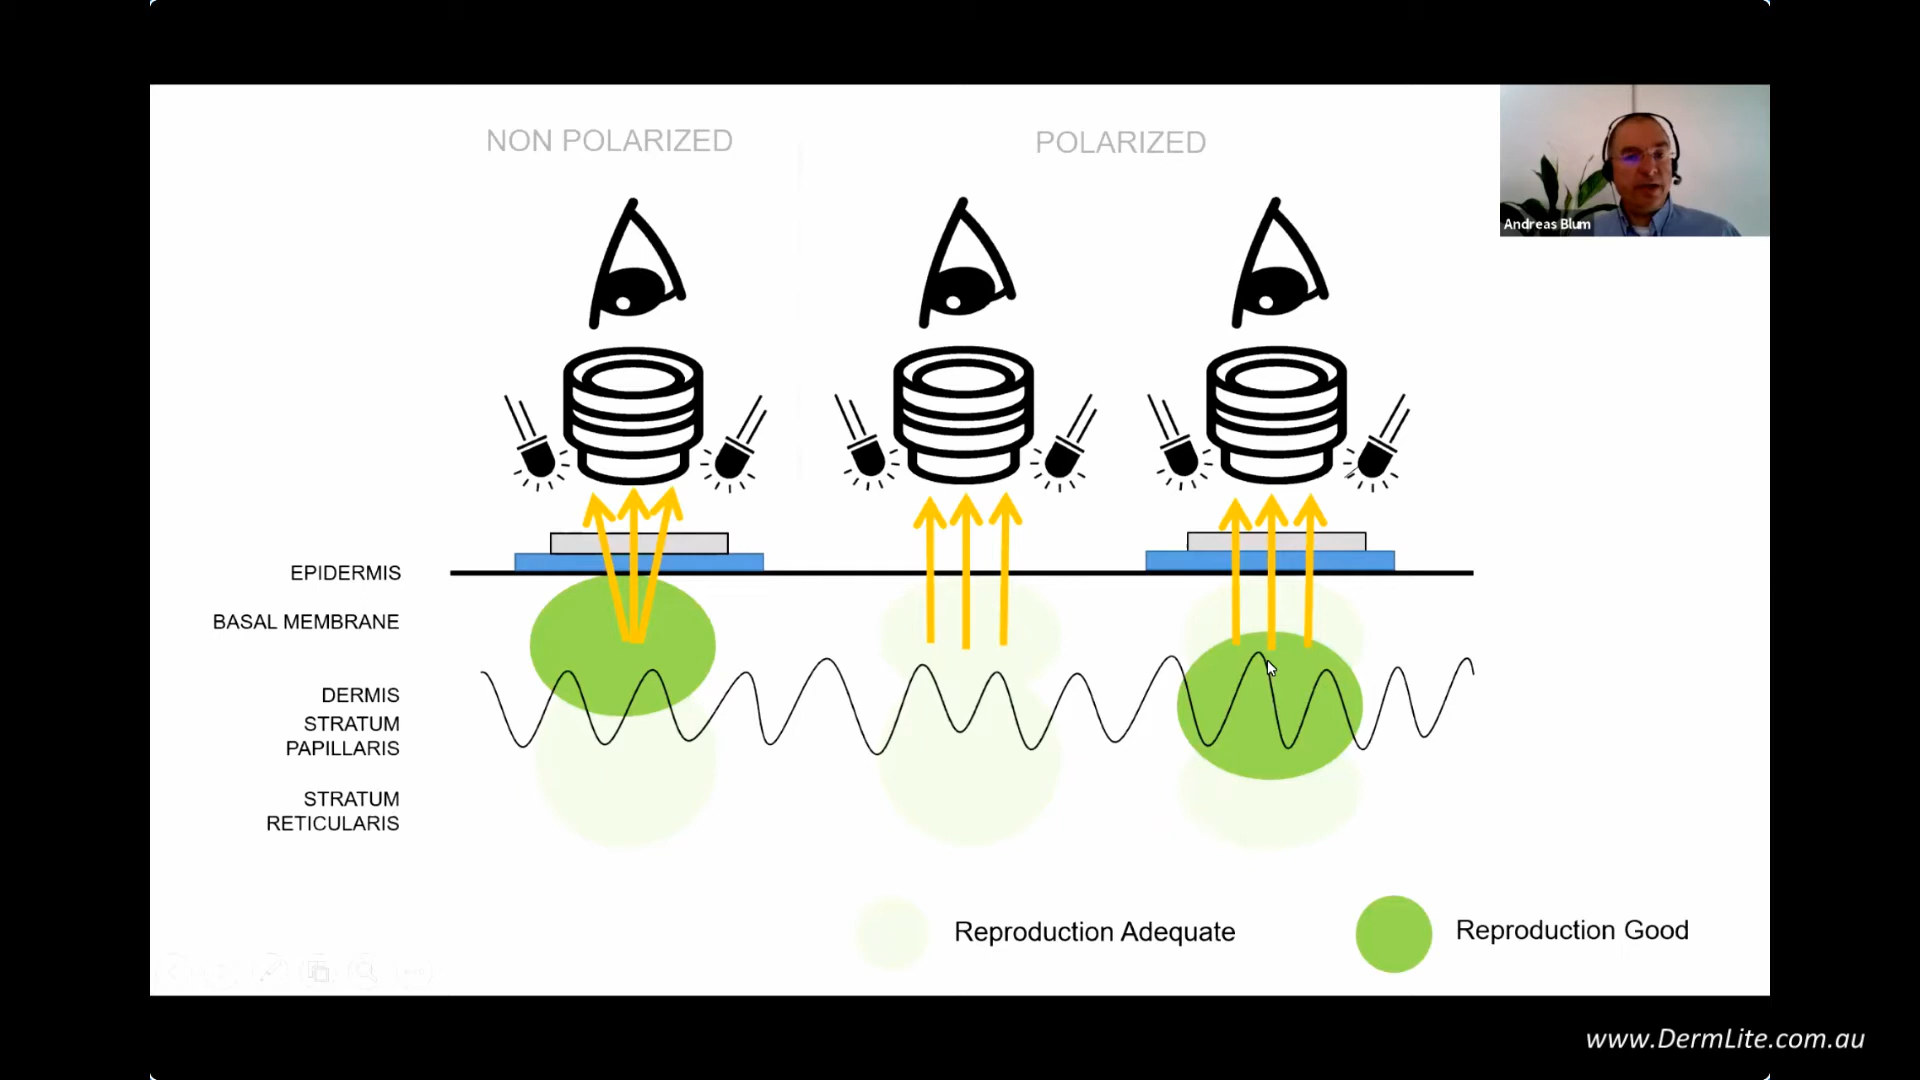 NON POLARIZED
POLARIZED
Andreas Blum
EPIDERMIS
BASAL MEMBRANE
DERMIS
STRATUM
PAPILLARIS
STRATUM
RETICULARIS
Reproduction Adequate
Reproduction Good
www.DermLite.com.au